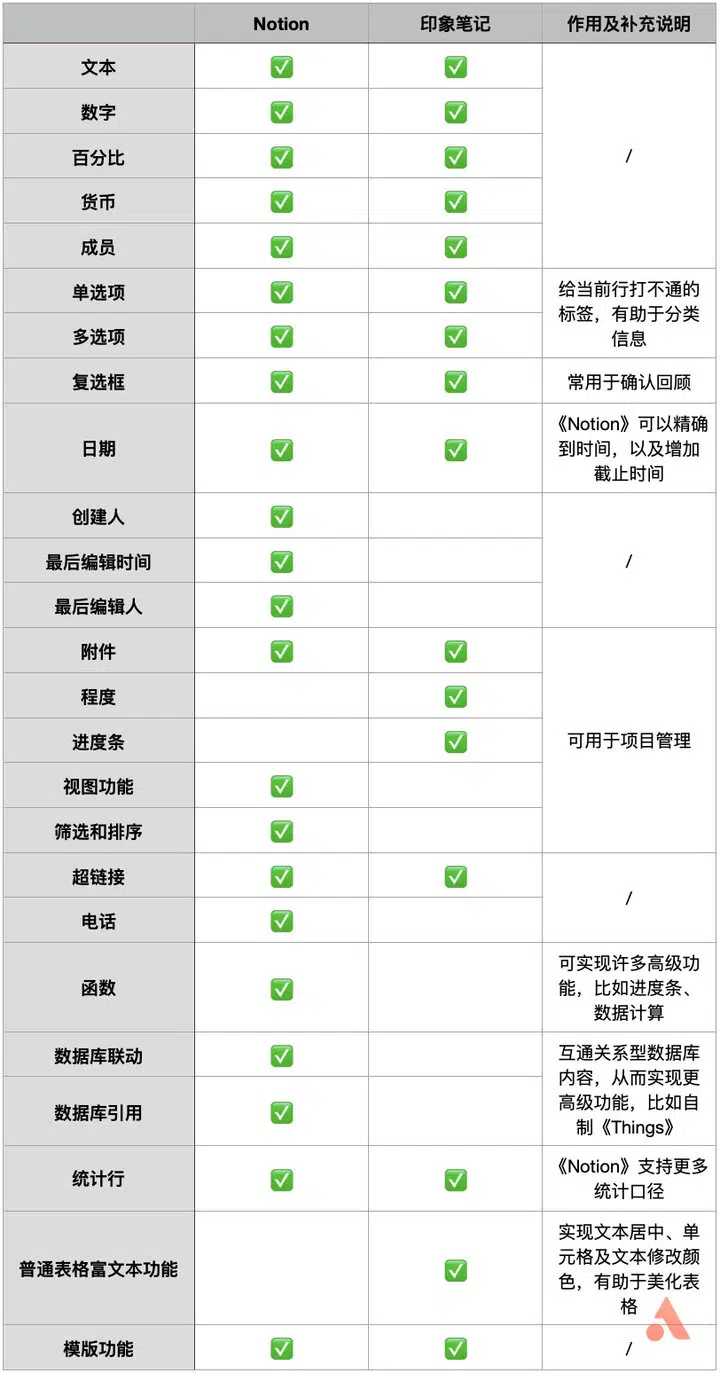 Notion 印象笔记 作用及补充说明
文本 ✅ ✅
数字 ✅ ✅
百分比 ✅ ✅ /
货币 ✅ ✅
成员 ✅ ✅
单选项 ✅ ✅
多选项 ✅ ✅
给当前行打不通的
标签，有助于分类
信息
复选框 ✅ ✅ 常用于确认回顾
日期 ✅ ✅
《Notion》可以精确
到时间，以及增加
截止时间
创建人 ✅
最后编辑时间 ✅ /
最后编辑人 ✅
附件 ✅ ✅
程度 ✅
进度条 ✅ 可用于项目管理
视图功能 ✅
筛选和排序 ✅
超链接 ✅ ✅
/
电话 ✅
函数 ✅
可实现许多高级功
能，比如进度条、
数据计算
数据库联动 ✅
数据库引用 ✅
互通关系型数据库
内容，从而实现更
高级功能，比如自
制《Things》
统计行 ✅ ✅
《Notion》支持更多
统计口径
普通表格富文本功能 ✅
实现文本居中、单
元格及文本修改颜
色，有助于美化表
格
模版功能 ✅ ✅ /